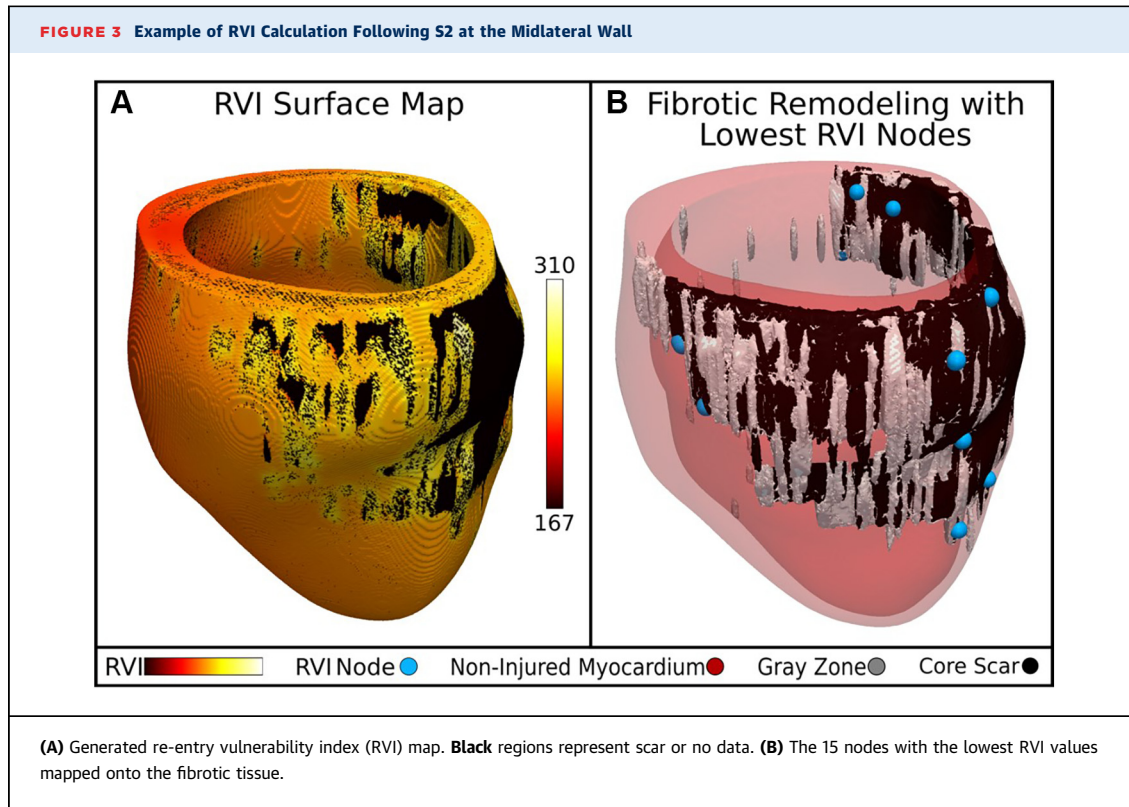 FIGURE 3 Example of RVI Calculation Following S2 at the Midlateral Wall
A RVI Surface Map
B Fibrotic Remodeling with
Lowest RVI Nodes
310
167
RVI RVI Node Non-Injured Myocardium Gray Zone Core Scar
(A) Generated re-entry vulnerability index (RVI) map. Black regions represent scar or no data. (B) The 15 nodes with the lowest RVI values
mapped onto the fibrotic tissue.